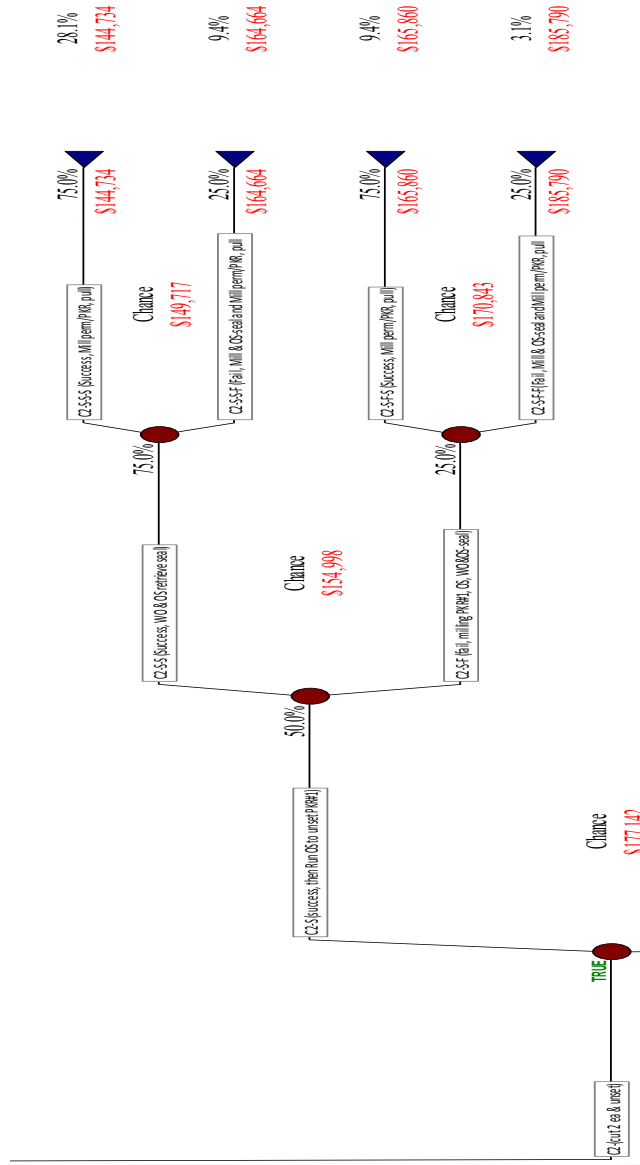 28.1%
$144,734
9.4%
$164,664
9.4%
$165,860
3.1%
$185,790
75.0%
$144,734
25.0%
$164,664
75.0%
$165,860
25.0%
$185,790
C2-S-S-S (Success, Mill perm/PKR, pull)
Chance
$149,717
C2-S-S-F (Fail, Mill & OS-seal and Mill perm/PKR, pull
C2-S-F-S (Success, Mill perm/PKR, pull)
Chance
$170,843
C2-S-F-F (Fail, Mill & OS-seal and Mill perm/PKR, pull
75.0%
25.0%
C2-S-S (Success, WO & OS retrieve seal)
Chance
$154,998
C2-S-F (fail, milling PKR#1, OS, WO&OS-seal)
50.0%
C2-S (success, then Run OS to unset PKR#1)
Chance
$177,142
TRUE
C2-(cut 2 ea & unset)